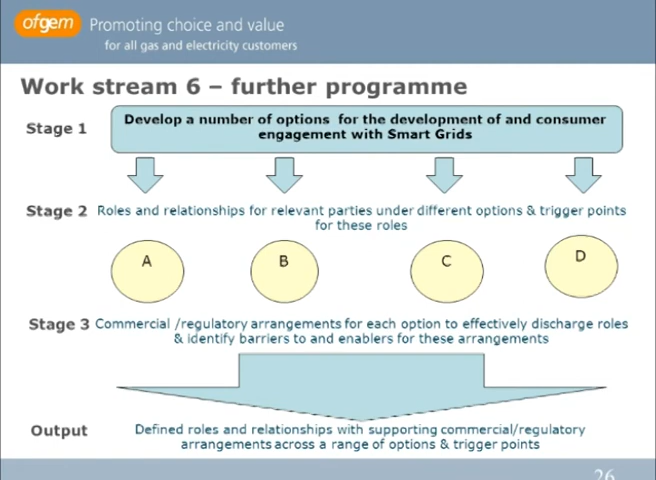 ofgem
Promoting choice and value
for all gas and electricity customers
Work stream 6 – further programme
Stage 1
Develop a number of options for the development of and consumer
engagement with Smart Grids
Stage 2
Roles and relationships for relevant parties under different options & trigger points
for these roles
A
B
C
D
Stage 3
Commercial /regulatory arrangements for each option to effectively discharge roles
& identify barriers to and enablers for these arrangements
Output
Defined roles and relationships with supporting commercial/regulatory
arrangements across a range of options & trigger points
26